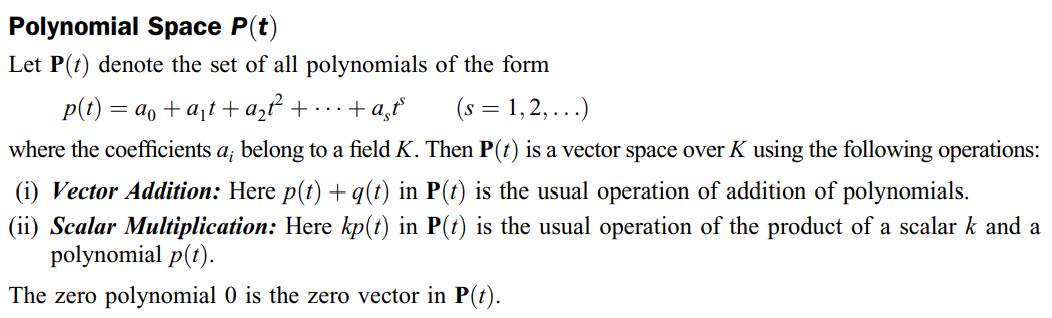 Polynomial Space P(t)
Let P(t) denote the set of all polynomials of the form
p(t) = a₀ + a₁t + a₂t² + · · · + aₛtˢ (s = 1, 2, . . .)
where the coefficients aᵢ belong to a field K. Then P(t) is a vector space over K using the following operations:
(i) Vector Addition: Here p(t) + q(t) in P(t) is the usual operation of addition of polynomials.
(ii) Scalar Multiplication: Here kp(t) in P(t) is the usual operation of the product of a scalar k and a
polynomial p(t).
The zero polynomial 0 is the zero vector in P(t).